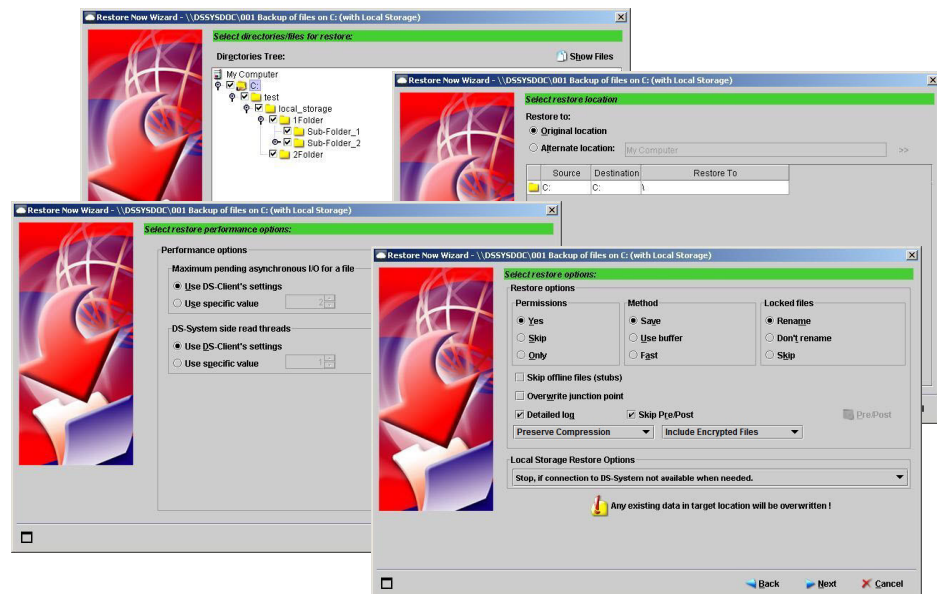 Restore Now Wizard - \\DSSYSDOC\001 Backup of files on C: (with Local Storage)
Select directories/files for restore:
Directories Tree:
Show Files
My Computer
C:
test
local_storage
1Folder
Sub-Folder_1
Sub-Folder_2
2Folder
Restore Now Wizard - \\DSSYSDOC\001 Backup of files on C: (with Local Storage)
Select restore location
Restore to:
Original location
Alternate location: My Computer >>
Source Destination Restore To
C: C: \
Restore Now Wizard - \\DSSYSDOC\001 Backup of files on C: (with Local Storage)
Select restore performance options:
Performance options
Maximum pending asynchronous I/O for a file
Use DS-Client's settings
Use specific value 2
DS-System side read threads
Use DS-Client's settings
Use specific value 1
Restore Now Wizard - \\DSSYSDOC\001 Backup of files on C: (with Local Storage)
Select restore options:
Restore options
Permissions Method Locked files
Yes Save Rename
Skip Use buffer Don't rename
Only Fast Skip
Skip offline files (stubs)
Overwrite junction point
Detailed log Skip Pre/Post Pre/Post
Preserve Compression Include Encrypted Files
Local Storage Restore Options
Stop, if connection to DS-System not available when needed.
Any existing data in target location will be overwritten !
Back Next Cancel